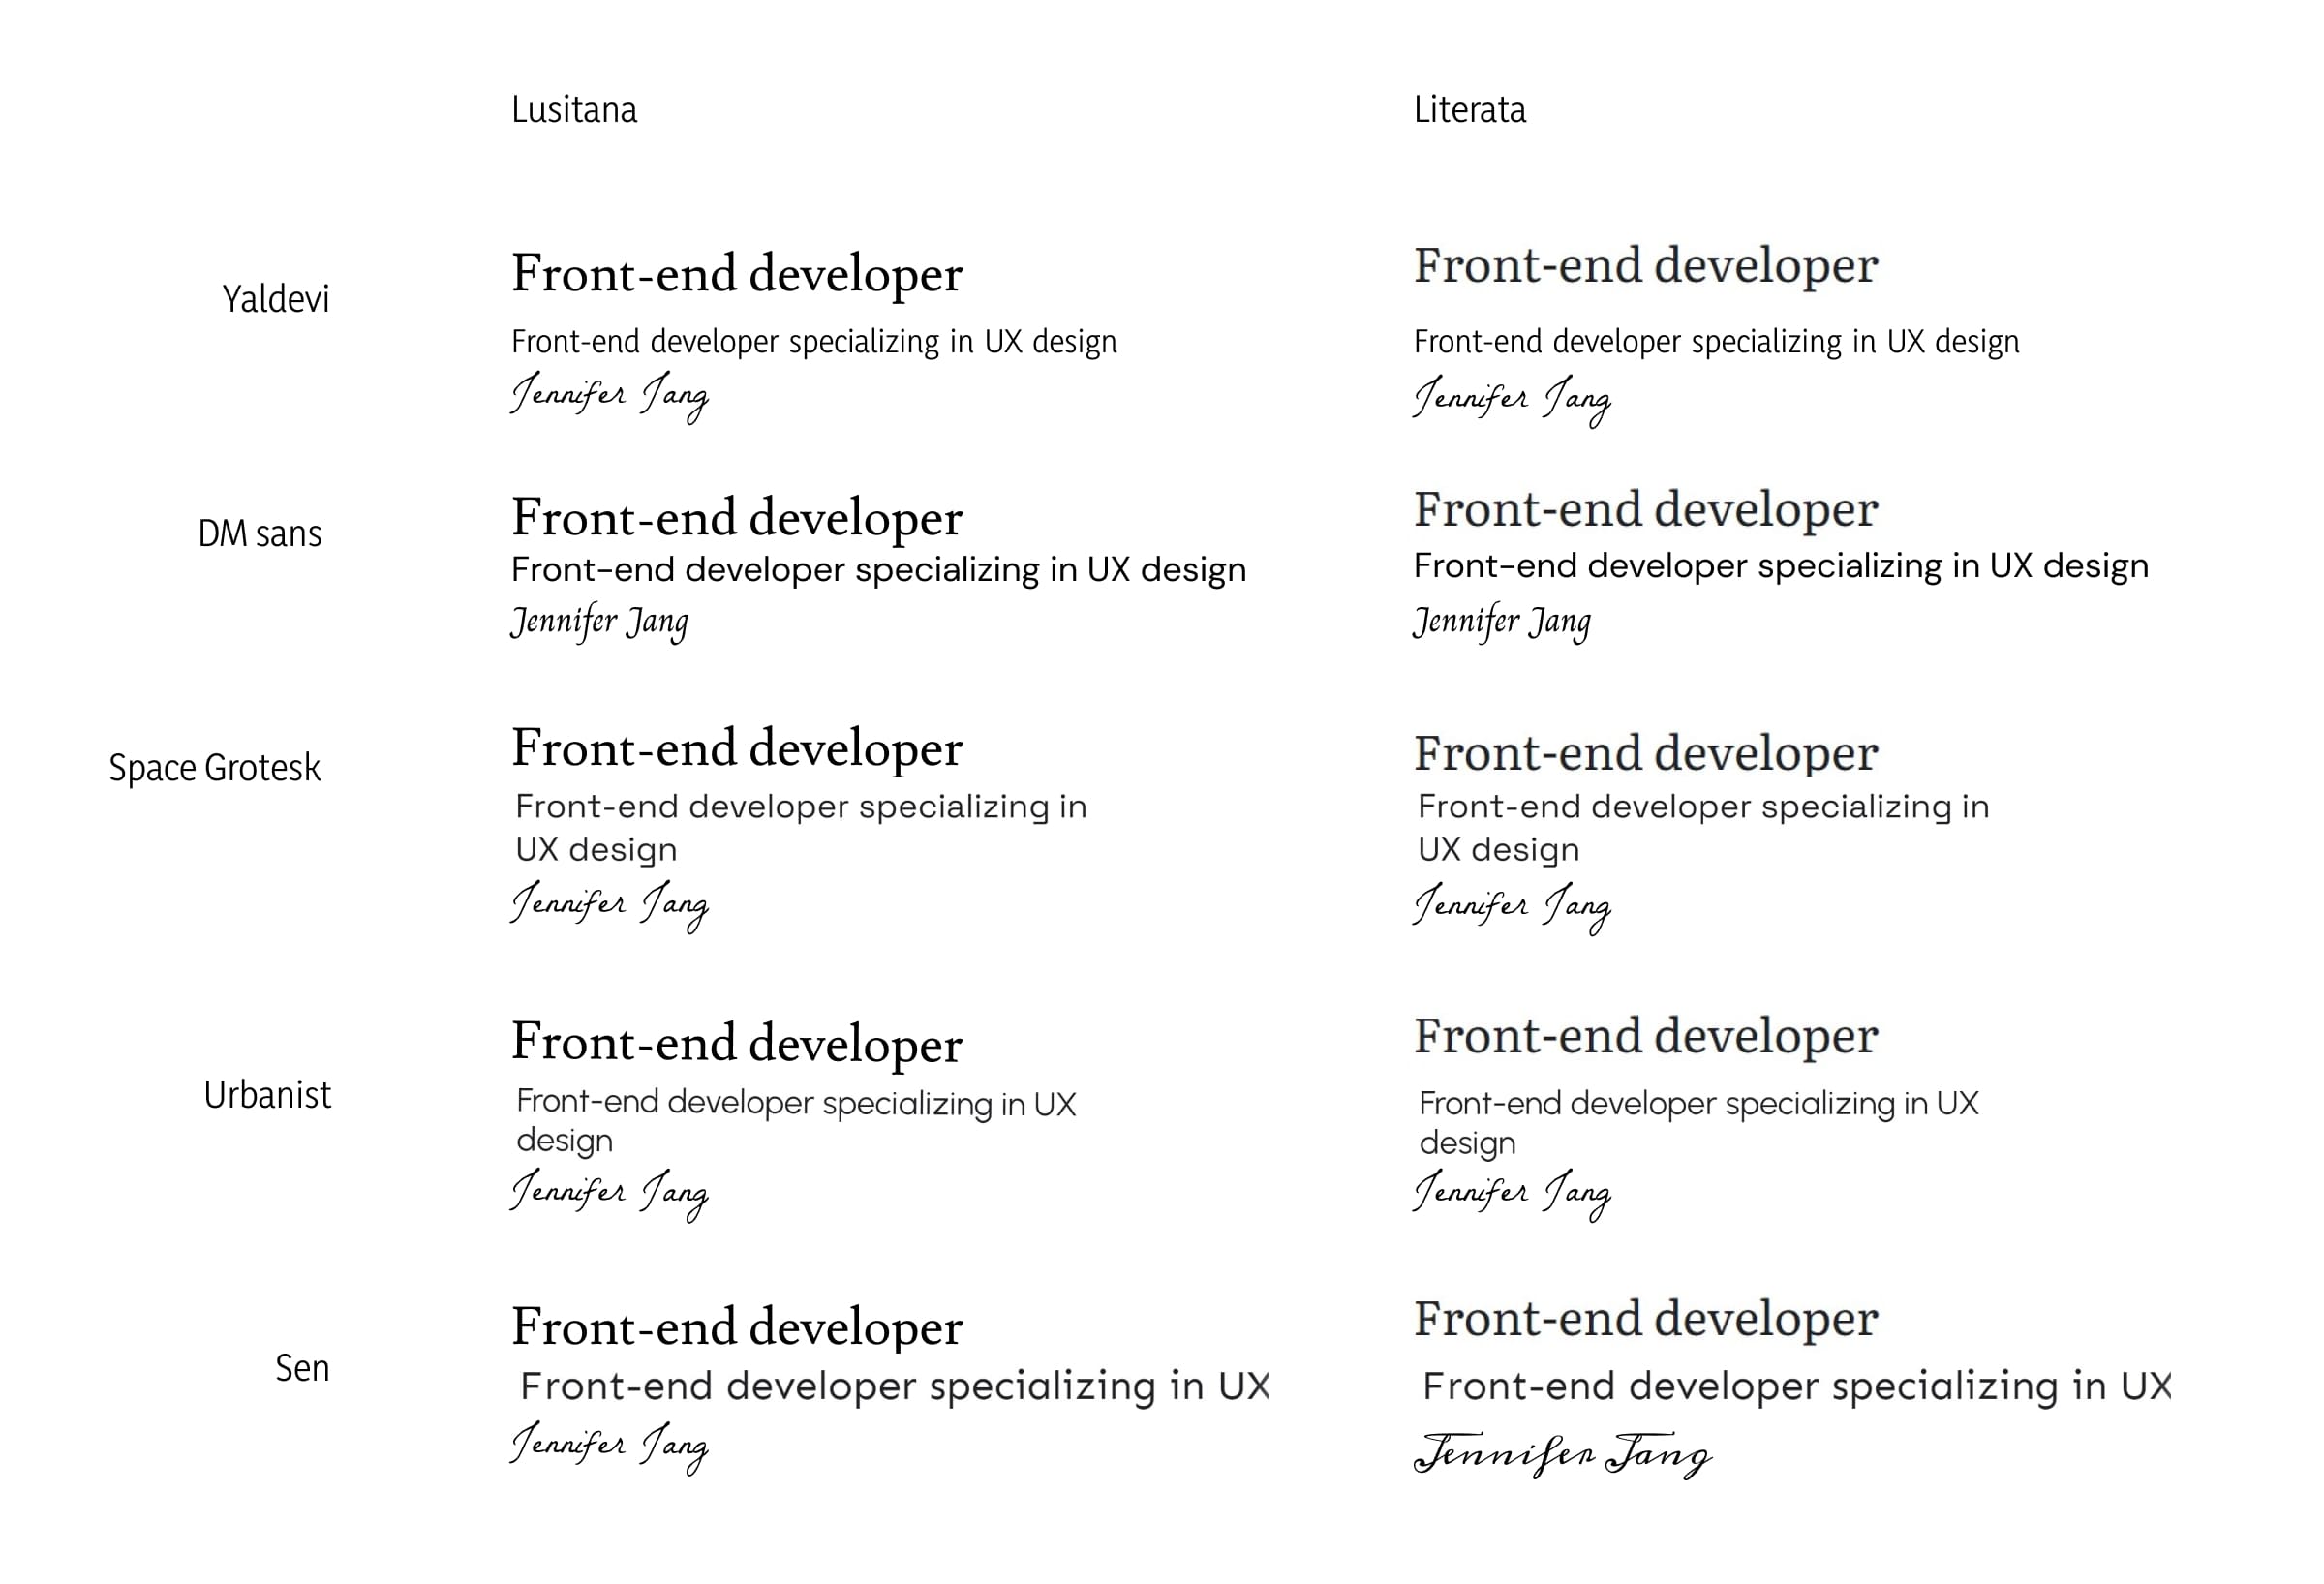 Lusitana
Literata
Yaldevi
Front-end developer
Front-end developer specializing in UX design
Jennifer Jang
Front-end developer
Front-end developer specializing in UX design
Jennifer Jang
DM sans
Front-end developer
Front-end developer specializing in UX design
Jennifer Jang
Front-end developer
Front-end developer specializing in UX design
Jennifer Jang
Space Grotesk
Front-end developer
Front-end developer specializing in
UX design
Jennifer Jang
Front-end developer
Front-end developer specializing in
UX design
Jennifer Jang
Urbanist
Front-end developer
Front-end developer specializing in UX
design
Jennifer Jang
Front-end developer
Front-end developer specializing in UX
design
Jennifer Jang
Sen
Front-end developer
Front-end developer specializing in UX
Jennifer Jang
Front-end developer
Front-end developer specializing in UX
Jennifer Jang